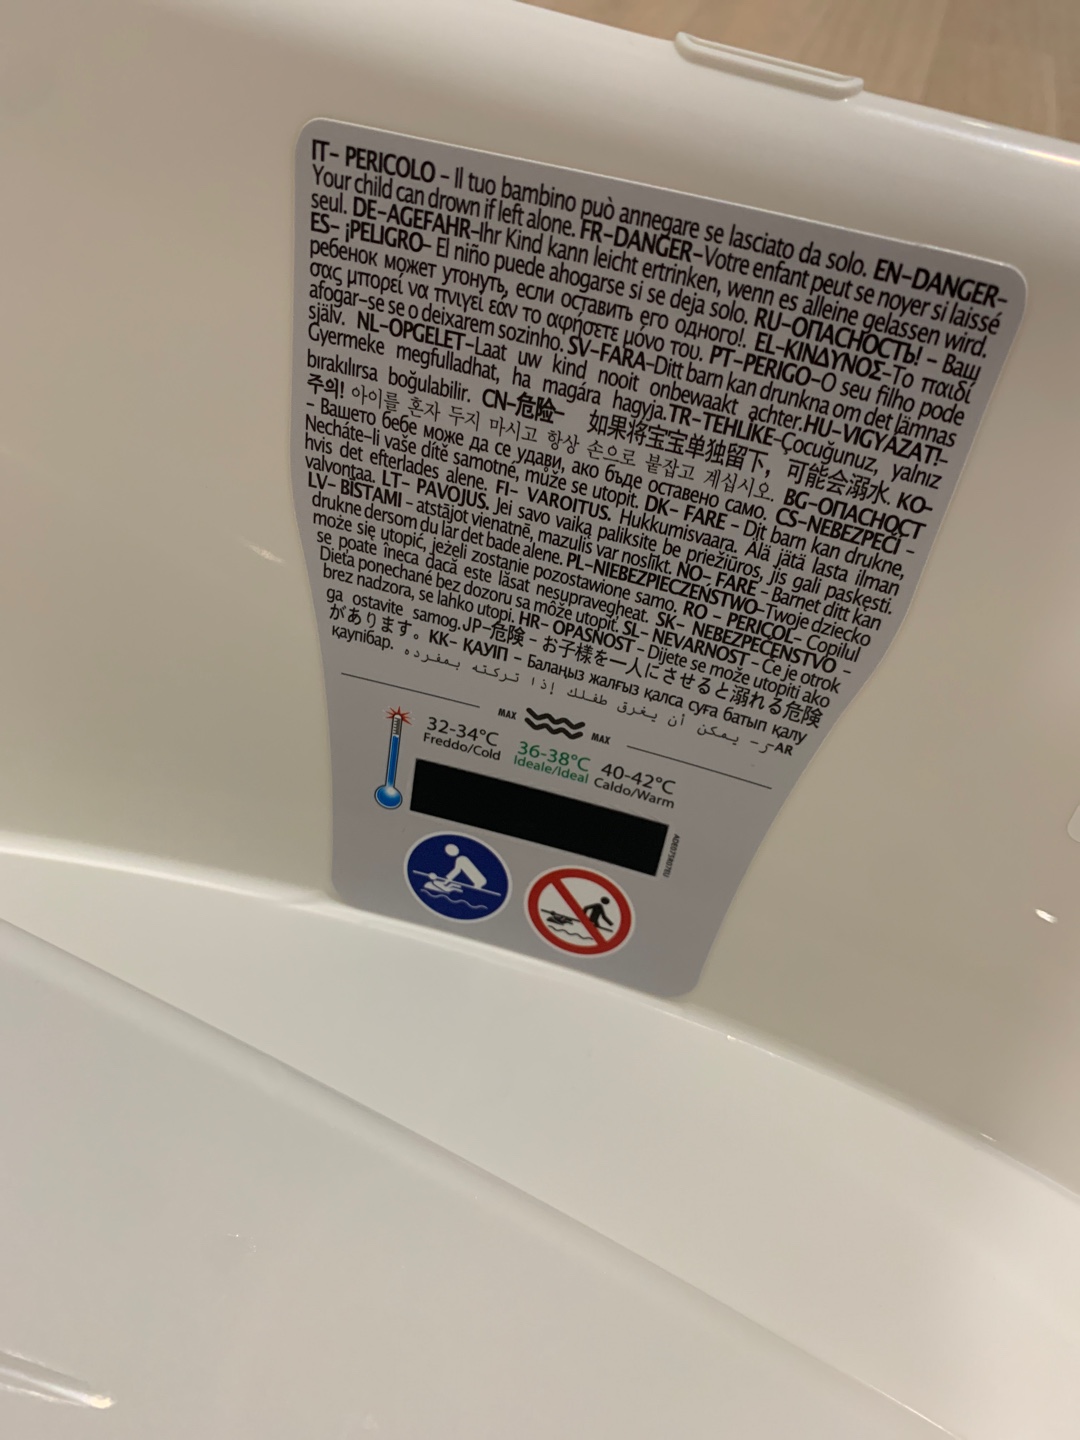 IT- PERICOLO - Il tuo bambino può annegare se lasciato da solo. EN-DANGER-
Your child can drown if left alone. FR-DANGER-Votre enfant peut se noyer si laissé
seul. DE-AGEFAHR-Ihr Kind kann leicht ertrinken, wenn es alleine gelassen wird.
ES- ¡PELIGRO- El niño puede ahogarse si se deja solo. RU-ОПАСНОСТЬ! - Ваш
ребенок может утонуть, если оставить его одного!. EL-ΚΙΝΔΥΝΟΣ-Το παιδί
σας μπορεί να πνιγεί εάν το αφήσετε μόνο του. PT-PERIGO-O seu filho pode
afogar-se se o deixarem sozinho. SV-FARA-Ditt barn kan drunkna om det lämnas
själv. NL-OPGELET-Laat uw kind nooit onbewaakt achter.HU-VIGYÁZAT!-
Gyermeke megfulladhat, ha magára hagyja.TR-TEHLİKE-Çocuğunuz, yalnız
bırakılırsa boğulabilir. CN-危险- 如果将宝宝单独留下，可能会溺水. KO-
주의! 아이를 혼자 두지 마시고 항상 손으로 붙잡고 계십시오. BG-ОПАСНОСТ
- Вашето бебе може да се удави, ако бъде оставено само. CS-NEBEZPEČÍ -
Necháte-li vaše dítě samotné, může se utopit. DK- FARE - Dit barn kan drukne,
hvis det efterlades alene. FI- VAROITUS. Hukkumisvaara. Älä jätä lasta ilman
valvontaa. LT- PAVOJUS. Jei savo vaiką paliksite be priežiūros, jis gali paskęsti.
LV- BĪSTAMI - atstājot vienatnē, mazulis var noslīkt. NO- FARE - Barnet ditt kan
drukne dersom du lar det bade alene. PL-NIEBEZPIECZEŃSTWO-Twoje dziecko
może się utopić, jeżeli zostanie pozostawione samo. RO - PERICOL- Copilul
se poate îneca dacă este lăsat nesupravegheat. SK- NEBEZPEČENSTVO -
Dieťa ponechané bez dozoru sa môže utopiť. SL- NEVARNOST - Če je otrok
brez nadzora, se lahko utopi. HR- OPASNOST - Dijete se može utopiti ako
ga ostavite samog. JP-危険 - お子様を一人にさせると溺れる危険
があります。KK- ҚАУІП - Балаңыз жалғыз қалса суға батып қалу
қаупібар. AR-خطر- يمكن أن يغرق طفلك إذا تركته بمفرده
MAX MAX
32-34°C 36-38°C 40-42°C
Freddo/Cold Ideale/Ideal Caldo/Warm